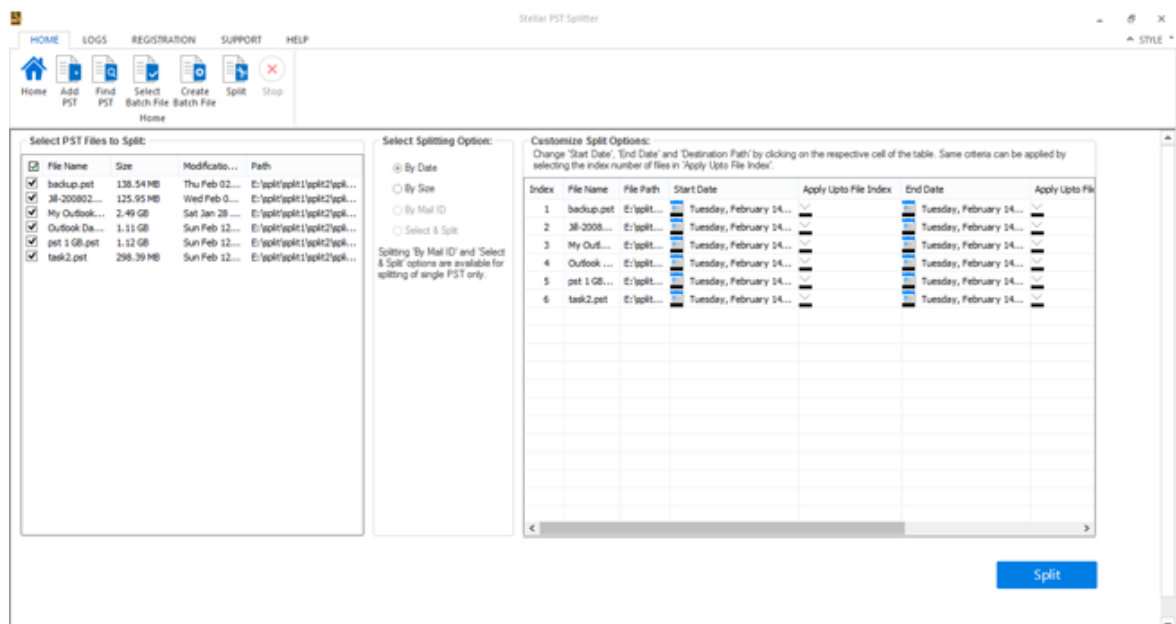 Stellar PST Splitter
HOME LOGS REGISTRATION SUPPORT HELP
STYLE
Home Add PST Find PST Select Batch File Create Batch File Split Stop
Home
Select PST Files to Split:
File Name Size Modificatio... Path
backup.pst 138.54 MB Thu Feb 02... E:\split\split1\split2\spli...
Jil-200802... 125.95 MB Wed Feb 0... E:\split\split1\split2\spli...
My Outlook... 2.49 GB Sat Jan 28 ... E:\split\split1\split2\spli...
Outlook Da... 1.11 GB Sun Feb 12... E:\split\split1\split2\spli...
pst 1 GB.pst 1.12 GB Sun Feb 12... E:\split\split1\split2\spli...
task2.pst 298.39 MB Sun Feb 12... E:\split\split1\split2\spli...
Select Splitting Option:
By Date
By Size
By Mail ID
Select & Split
Splitting 'By Mail ID' and 'Select
& Split' options are available for
splitting of single PST only.
Customize Split Options:
Change 'Start Date', 'End Date' and 'Destination Path' by clicking on the respective cell of the table. Same criteria can be applied by
selecting the index number of files in 'Apply Upto File Index'.
Index File Name File Path Start Date Apply Upto File Index End Date Apply Upto File
1 backup.pst E:\split... Tuesday, February 14... Tuesday, February 14...
2 Jil-2008... E:\split... Tuesday, February 14... Tuesday, February 14...
3 My Outl... E:\split... Tuesday, February 14... Tuesday, February 14...
4 Outlook ... E:\split... Tuesday, February 14... Tuesday, February 14...
5 pst 1 GB... E:\split... Tuesday, February 14... Tuesday, February 14...
6 task2.pst E:\split... Tuesday, February 14... Tuesday, February 14...
Split